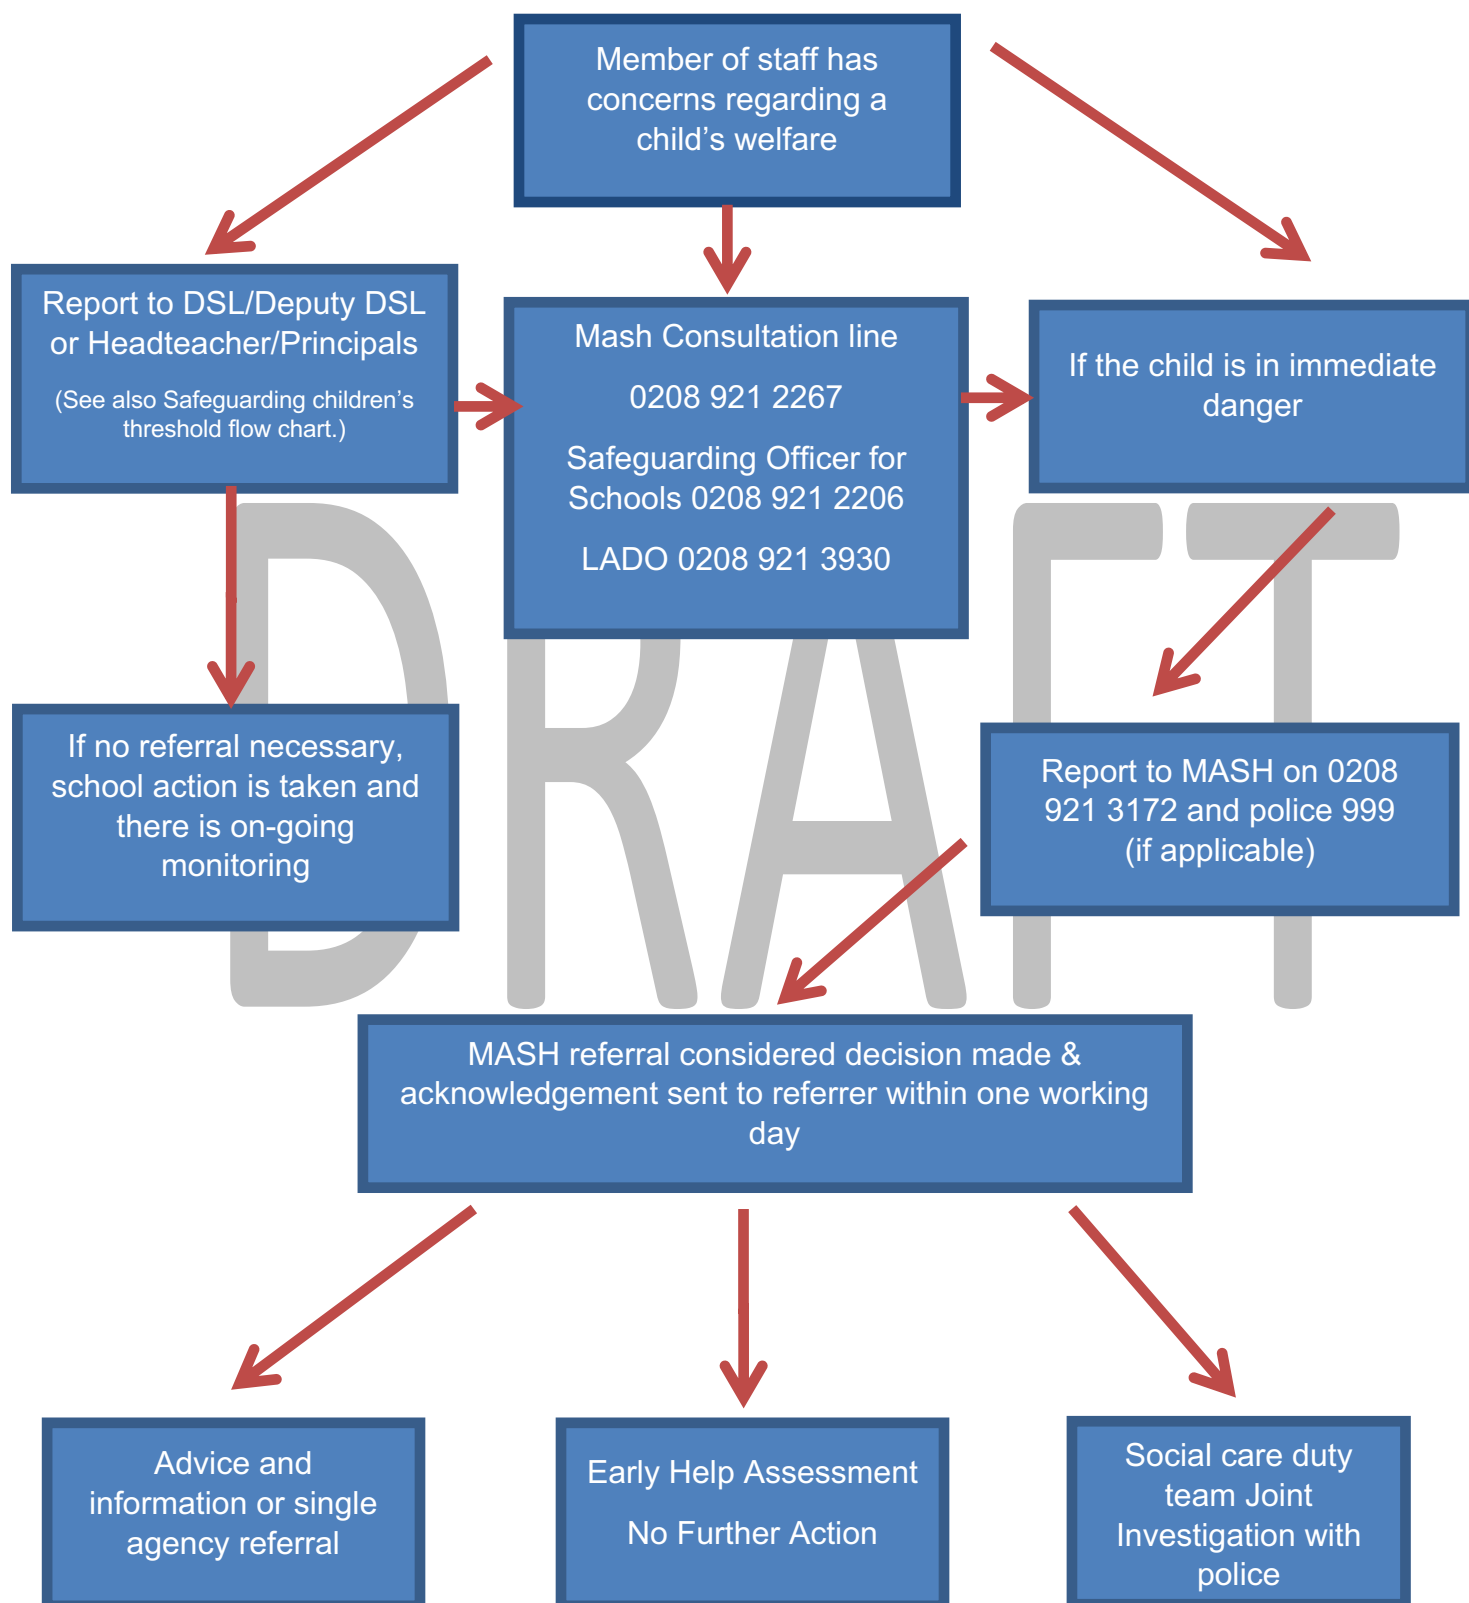 Member of staff has
concerns regarding a
child’s welfare
Report to DSL/Deputy DSL
or Headteacher/Principals
(See also Safeguarding children’s
threshold flow chart.)
Mash Consultation line
0208 921 2267
Safeguarding Officer for
Schools 0208 921 2206
LADO 0208 921 3930
If the child is in immediate
danger
If no referral necessary,
school action is taken and
there is on-going
monitoring
Report to MASH on 0208
921 3172 and police 999
(if applicable)
DRAFT
MASH referral considered decision made &
acknowledgement sent to referrer within one working
day
Advice and
information or single
agency referral
Early Help Assessment
No Further Action
Social care duty
team Joint
Investigation with
police